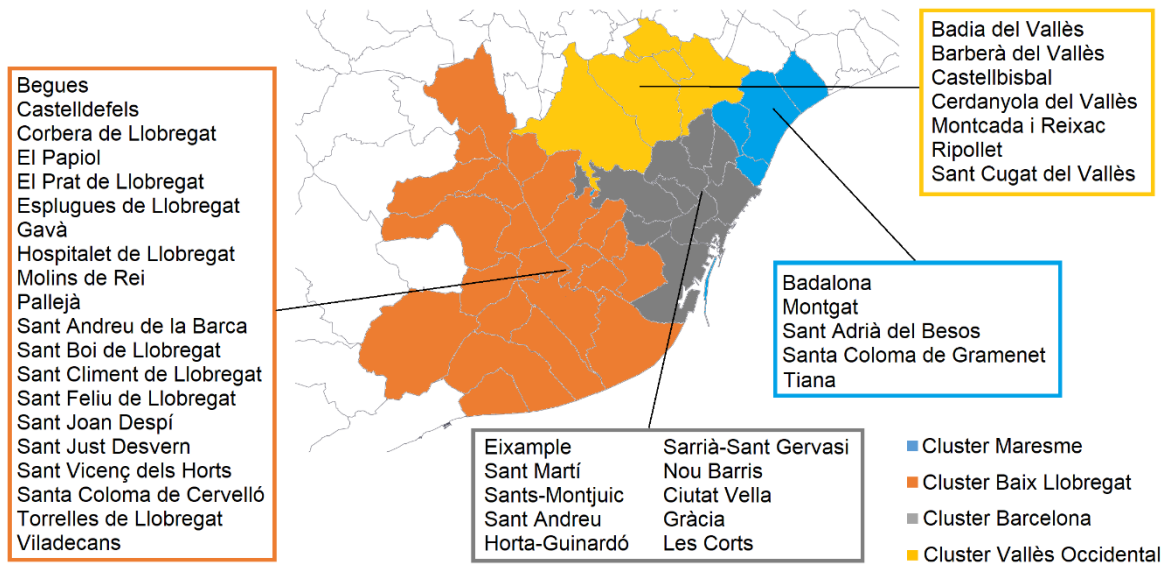 Begues
Castelldefels
Corbera de Llobregat
El Papiol
El Prat de Llobregat
Esplugues de Llobregat
Gavà
Hospitalet de Llobregat
Molins de Rei
Pallejà
Sant Andreu de la Barca
Sant Boi de Llobregat
Sant Climent de Llobregat
Sant Feliu de Llobregat
Sant Joan Despí
Sant Just Desvern
Sant Vicenç dels Horts
Santa Coloma de Cervelló
Torrelles de Llobregat
Viladecans
Badia del Vallès
Barberà del Vallès
Castellbisbal
Cerdanyola del Vallès
Montcada i Reixac
Ripollet
Sant Cugat del Vallès
Badalona
Montgat
Sant Adrià del Besos
Santa Coloma de Gramenet
Tiana
Eixample
Sant Martí
Sants-Montjuic
Sant Andreu
Horta-Guinardó
Sarrià-Sant Gervasi
Nou Barris
Ciutat Vella
Gràcia
Les Corts
Cluster Maresme
Cluster Baix Llobregat
Cluster Barcelona
Cluster Vallès Occidental